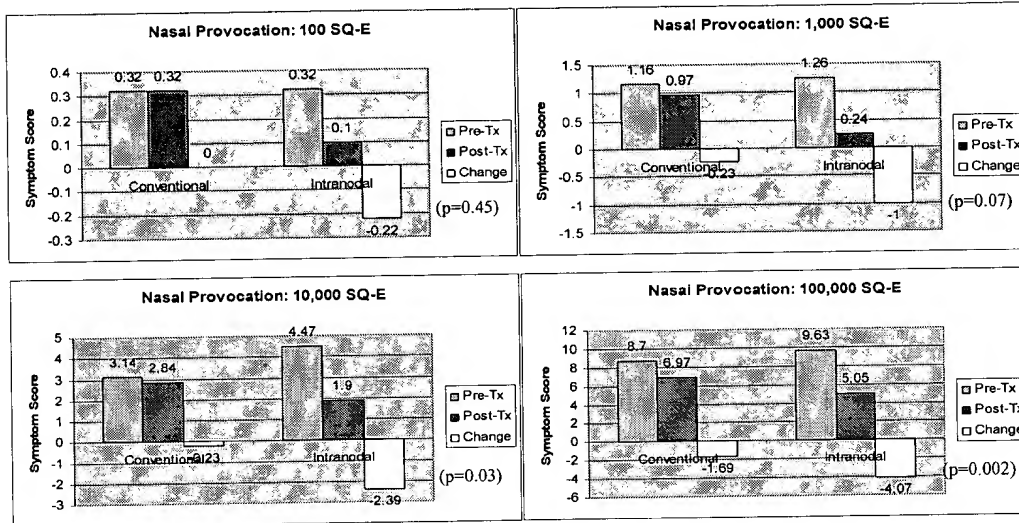 Nasal Provocation: 100 SQ-E
Symptom Score
0.4
0.3
0.2
0.1
0
-0.1
-0.2
-0.3
0.32
0.32
0
0.32
0.1
-0.22
Conventional
Intranodal
Pre-Tx
Post-Tx
Change
(p=0.45)
Nasal Provocation: 1,000 SQ-E
Symptom Score
1.5
1
0.5
0
-0.5
-1
-1.5
1.16
0.97
-0.23
1.26
0.24
-1
Conventional
Intranodal
Pre-Tx
Post-Tx
Change
(p=0.07)
Nasal Provocation: 10,000 SQ-E
Symptom Score
5
4
3
2
1
0
-1
-2
-3
3.14
2.84
-0.23
4.47
1.9
-2.39
Conventional
Intranodal
Pre-Tx
Post-Tx
Change
(p=0.03)
Nasal Provocation: 100,000 SQ-E
Symptom Score
12
10
8
6
4
2
0
-2
-4
-6
8.7
6.97
-1.69
9.63
5.05
-4.07
Conventional
Intranodal
Pre-Tx
Post-Tx
Change
(p=0.002)